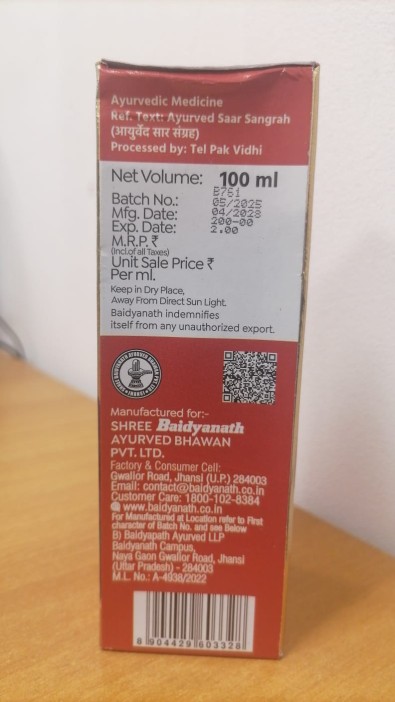 Ayurvedic Medicine
Ref. Text: Ayurved Saar Sangrah
(आयुर्वेद सार संग्रह)
Processed by: Tel Pak Vidhi
Net Volume: 100 ml
Batch No.: B751
Mfg. Date: 05/2025
Exp. Date: 04/2028
M.R.P. ₹ 200-00
(Incl.of all Taxes)
Unit Sale Price ₹ 2.00
Per ml.
Keep in Dry Place,
Away From Direct Sun Light.
Baidyanath indemnifies
itself from any unauthorized export.
Manufactured for:-
SHREE Baidyanath
AYURVED BHAWAN
PVT. LTD.
Factory & Consumer Cell:
Gwalior Road, Jhansi (U.P.) 284003
Email: contact@baidyanath.co.in
Customer Care: 1800-102-8384
www.baidyanath.co.in
For Manufactured at Location refer to First
character of Batch No. and see Below
B) Baidyapath Ayurved LLP
Baidyanath Campus,
Naya Gaon Gwalior Road, Jhansi
(Uttar Pradesh) - 284003
M.L. No.: A-4938/2022
8 904429 603328